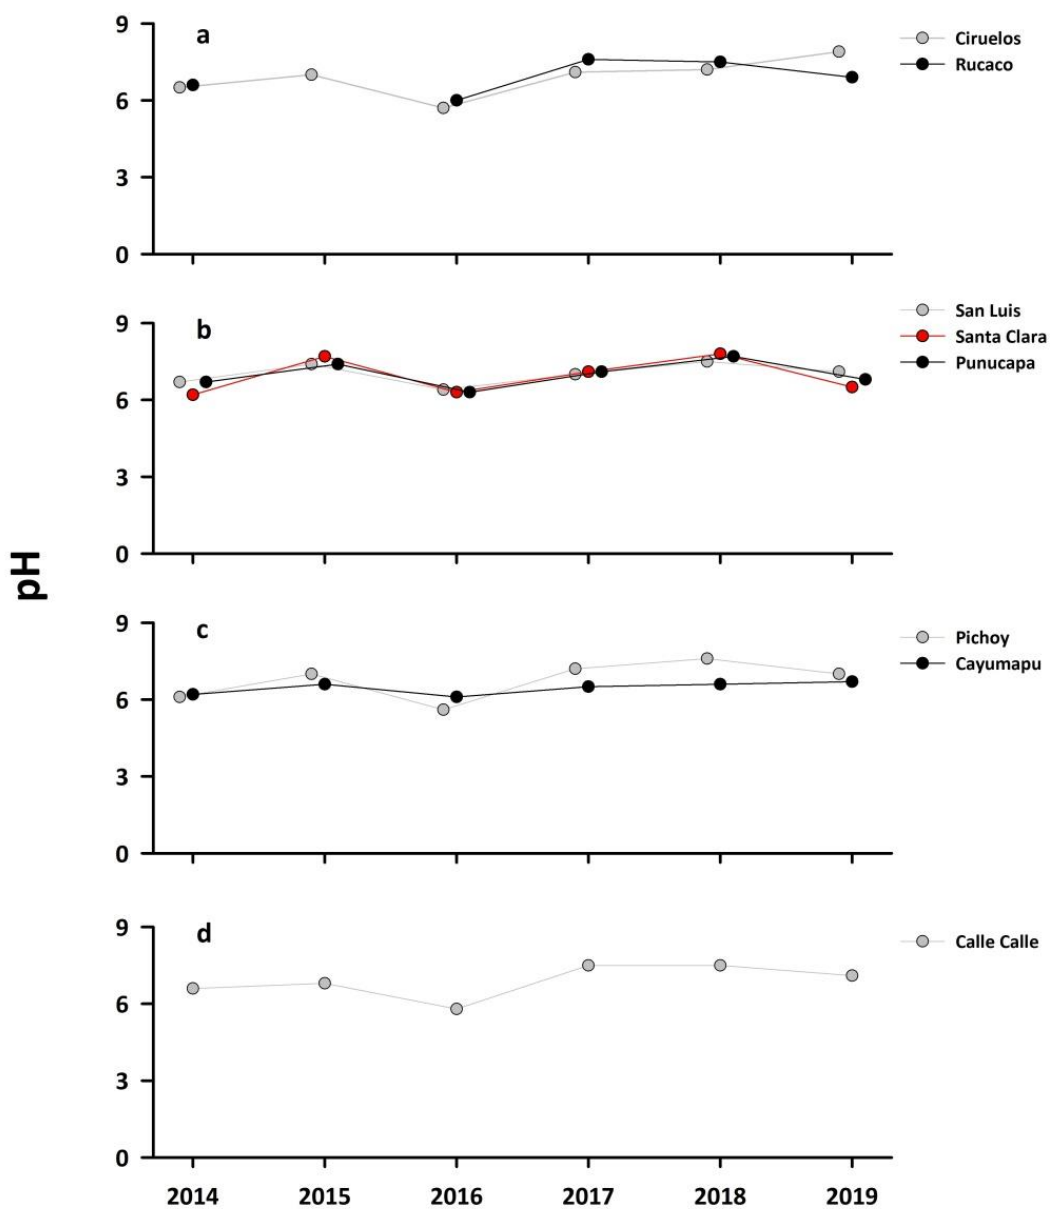 pH
a
9
6
3
0
Ciruelos
Rucaco
b
9
6
3
0
San Luis
Santa Clara
Punucapa
c
9
6
3
0
Pichoy
Cayumapu
d
9
6
3
0
Calle Calle
2014 2015 2016 2017 2018 2019